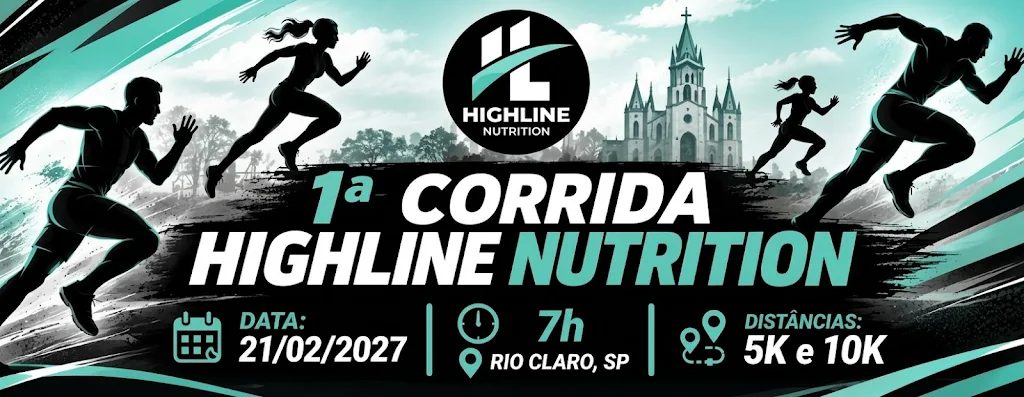 HIGHLINE
NUTRITION
1ª CORRIDA
HIGHLINE NUTRITION
DATA:
21/02/2027
7h
RIO CLARO, SP
DISTÂNCIAS:
5K e 10K